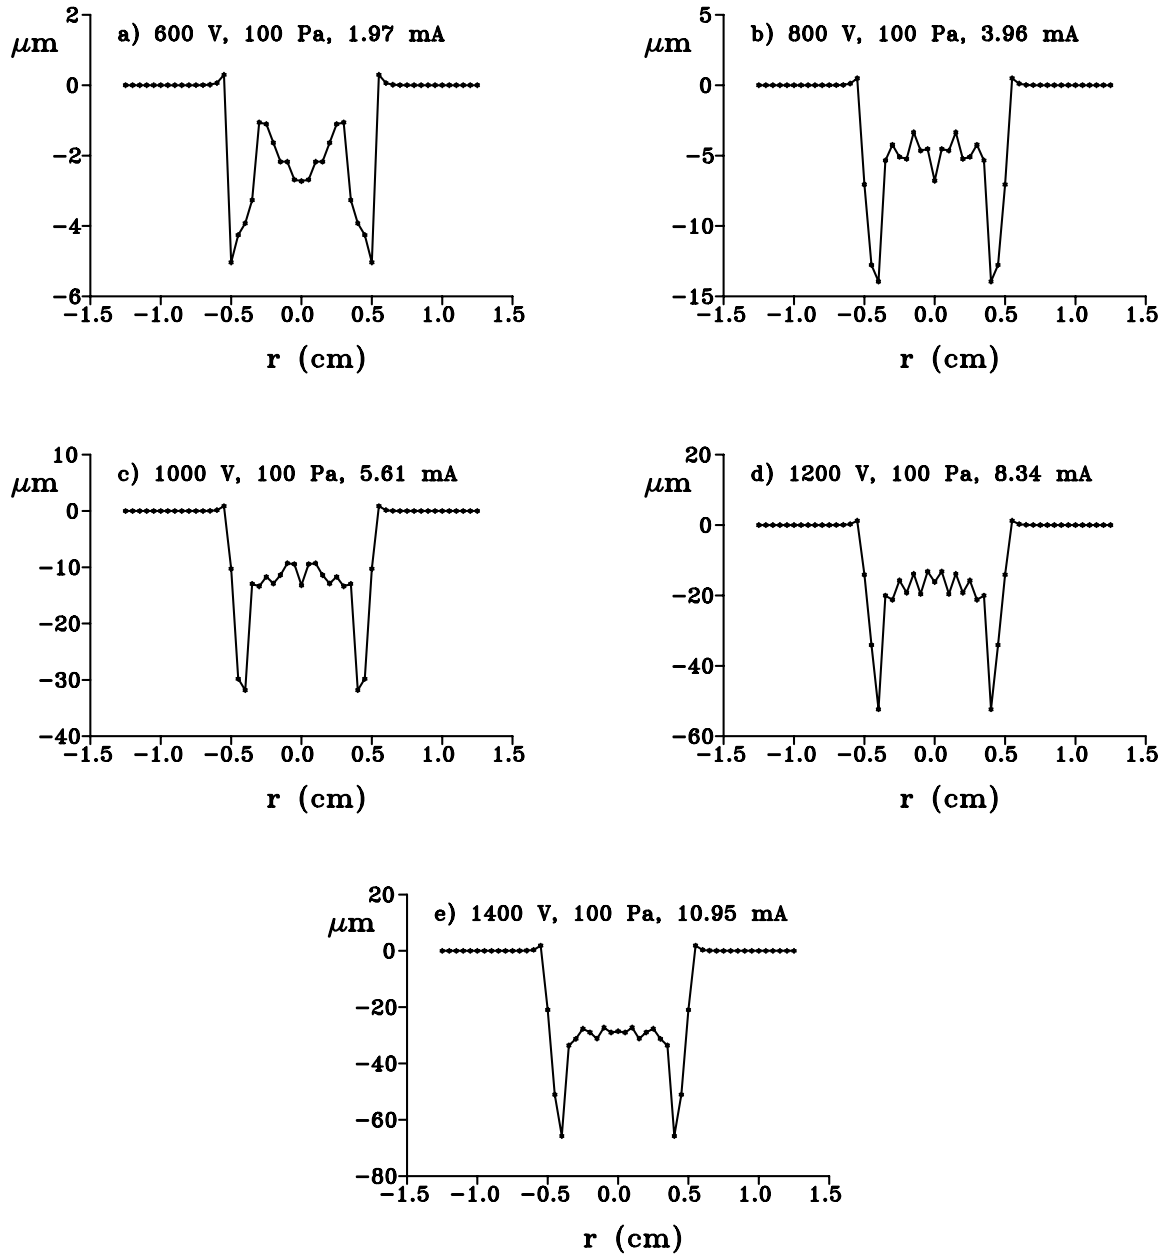 2
μm
a) 600 V, 100 Pa, 1.97 mA
0
−2
−4
−6
−1.5 −1.0 −0.5 0.0 0.5 1.0 1.5
r (cm)
5
μm
b) 800 V, 100 Pa, 3.96 mA
0
−5
−10
−15
−1.5 −1.0 −0.5 0.0 0.5 1.0 1.5
r (cm)
10
μm
c) 1000 V, 100 Pa, 5.61 mA
0
−10
−20
−30
−40
−1.5 −1.0 −0.5 0.0 0.5 1.0 1.5
r (cm)
20
μm
d) 1200 V, 100 Pa, 8.34 mA
0
−20
−40
−60
−1.5 −1.0 −0.5 0.0 0.5 1.0 1.5
r (cm)
20
μm
e) 1400 V, 100 Pa, 10.95 mA
0
−20
−40
−60
−80
−1.5 −1.0 −0.5 0.0 0.5 1.0 1.5
r (cm)